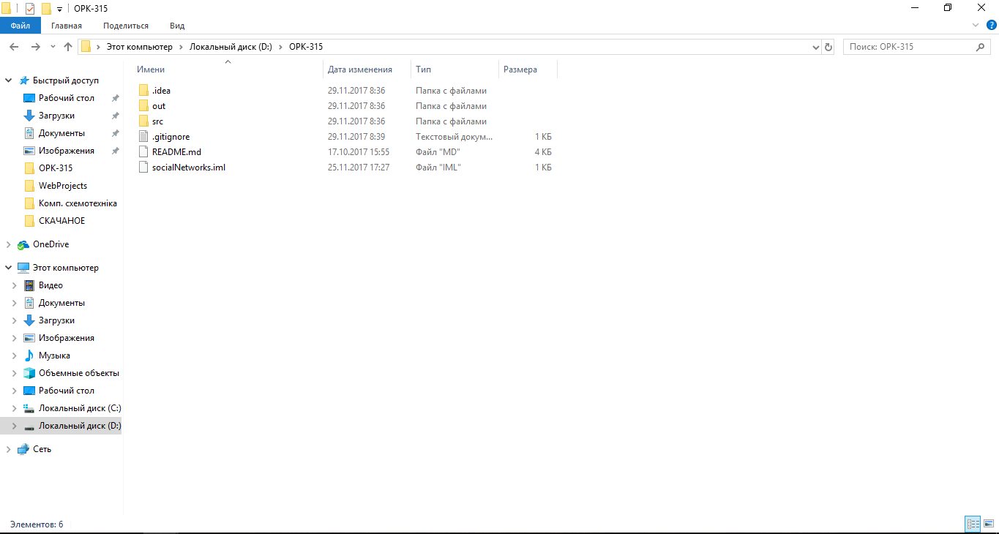 ОРК-315
Файл Главная Поделиться Вид
Этот компьютер Локальный диск (D:) ОРК-315
Поиск: ОРК-315
Имени Дата изменения Тип Размера
.idea 29.11.2017 8:36 Папка с файлами
out 29.11.2017 8:36 Папка с файлами
src 29.11.2017 8:36 Папка с файлами
.gitignore 29.11.2017 8:39 Текстовый докум... 1 КБ
README.md 17.10.2017 15:55 Файл "MD" 4 КБ
socialNetworks.iml 25.11.2017 17:27 Файл "IML" 1 КБ
Быстрый доступ
Рабочий стол
Загрузки
Документы
Изображения
ОРК-315
WebProjects
Комп. схемотехніка
СКАЧАНОЕ
OneDrive
Этот компьютер
Видео
Документы
Загрузки
Изображения
Музыка
Объемные объекты
Рабочий стол
Локальный диск (C:)
Локальный диск (D:)
Сеть
Элементов: 6